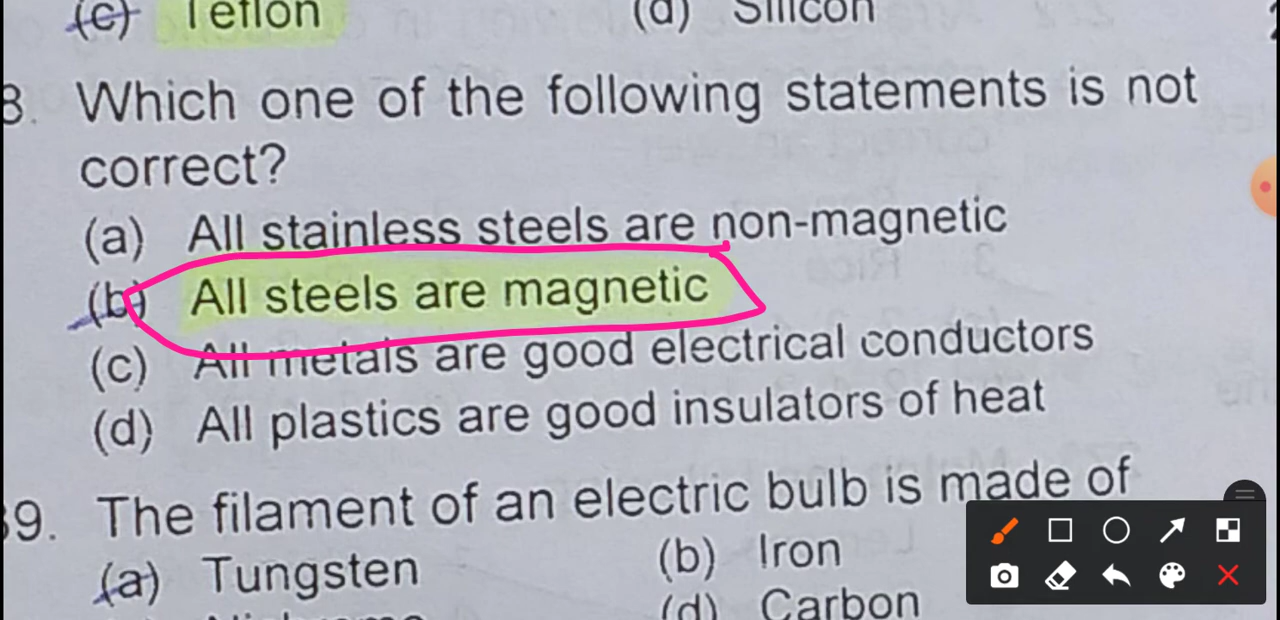 (c) Teflon (d) Silicon
8. Which one of the following statements is not
correct?
(a) All stainless steels are non-magnetic
(b) All steels are magnetic
(c) All metals are good electrical conductors
(d) All plastics are good insulators of heat
39. The filament of an electric bulb is made of
(a) Tungsten (b) Iron
(d) Carbon